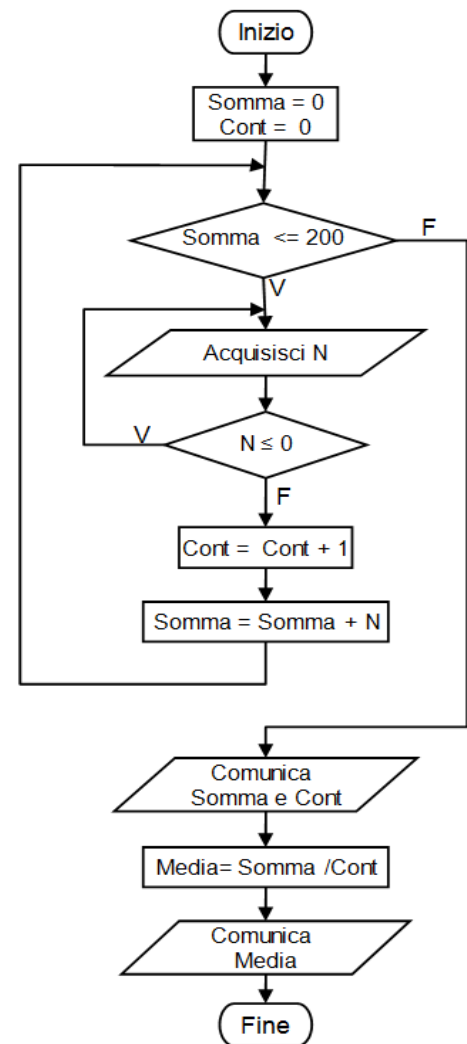 Inizio
Somma = 0
Cont = 0
Somma <= 200
F
V
Acquisisci N
V
N ≤ 0
F
Cont = Cont + 1
Somma = Somma + N
Comunica
Somma e Cont
Media= Somma /Cont
Comunica
Media
Fine